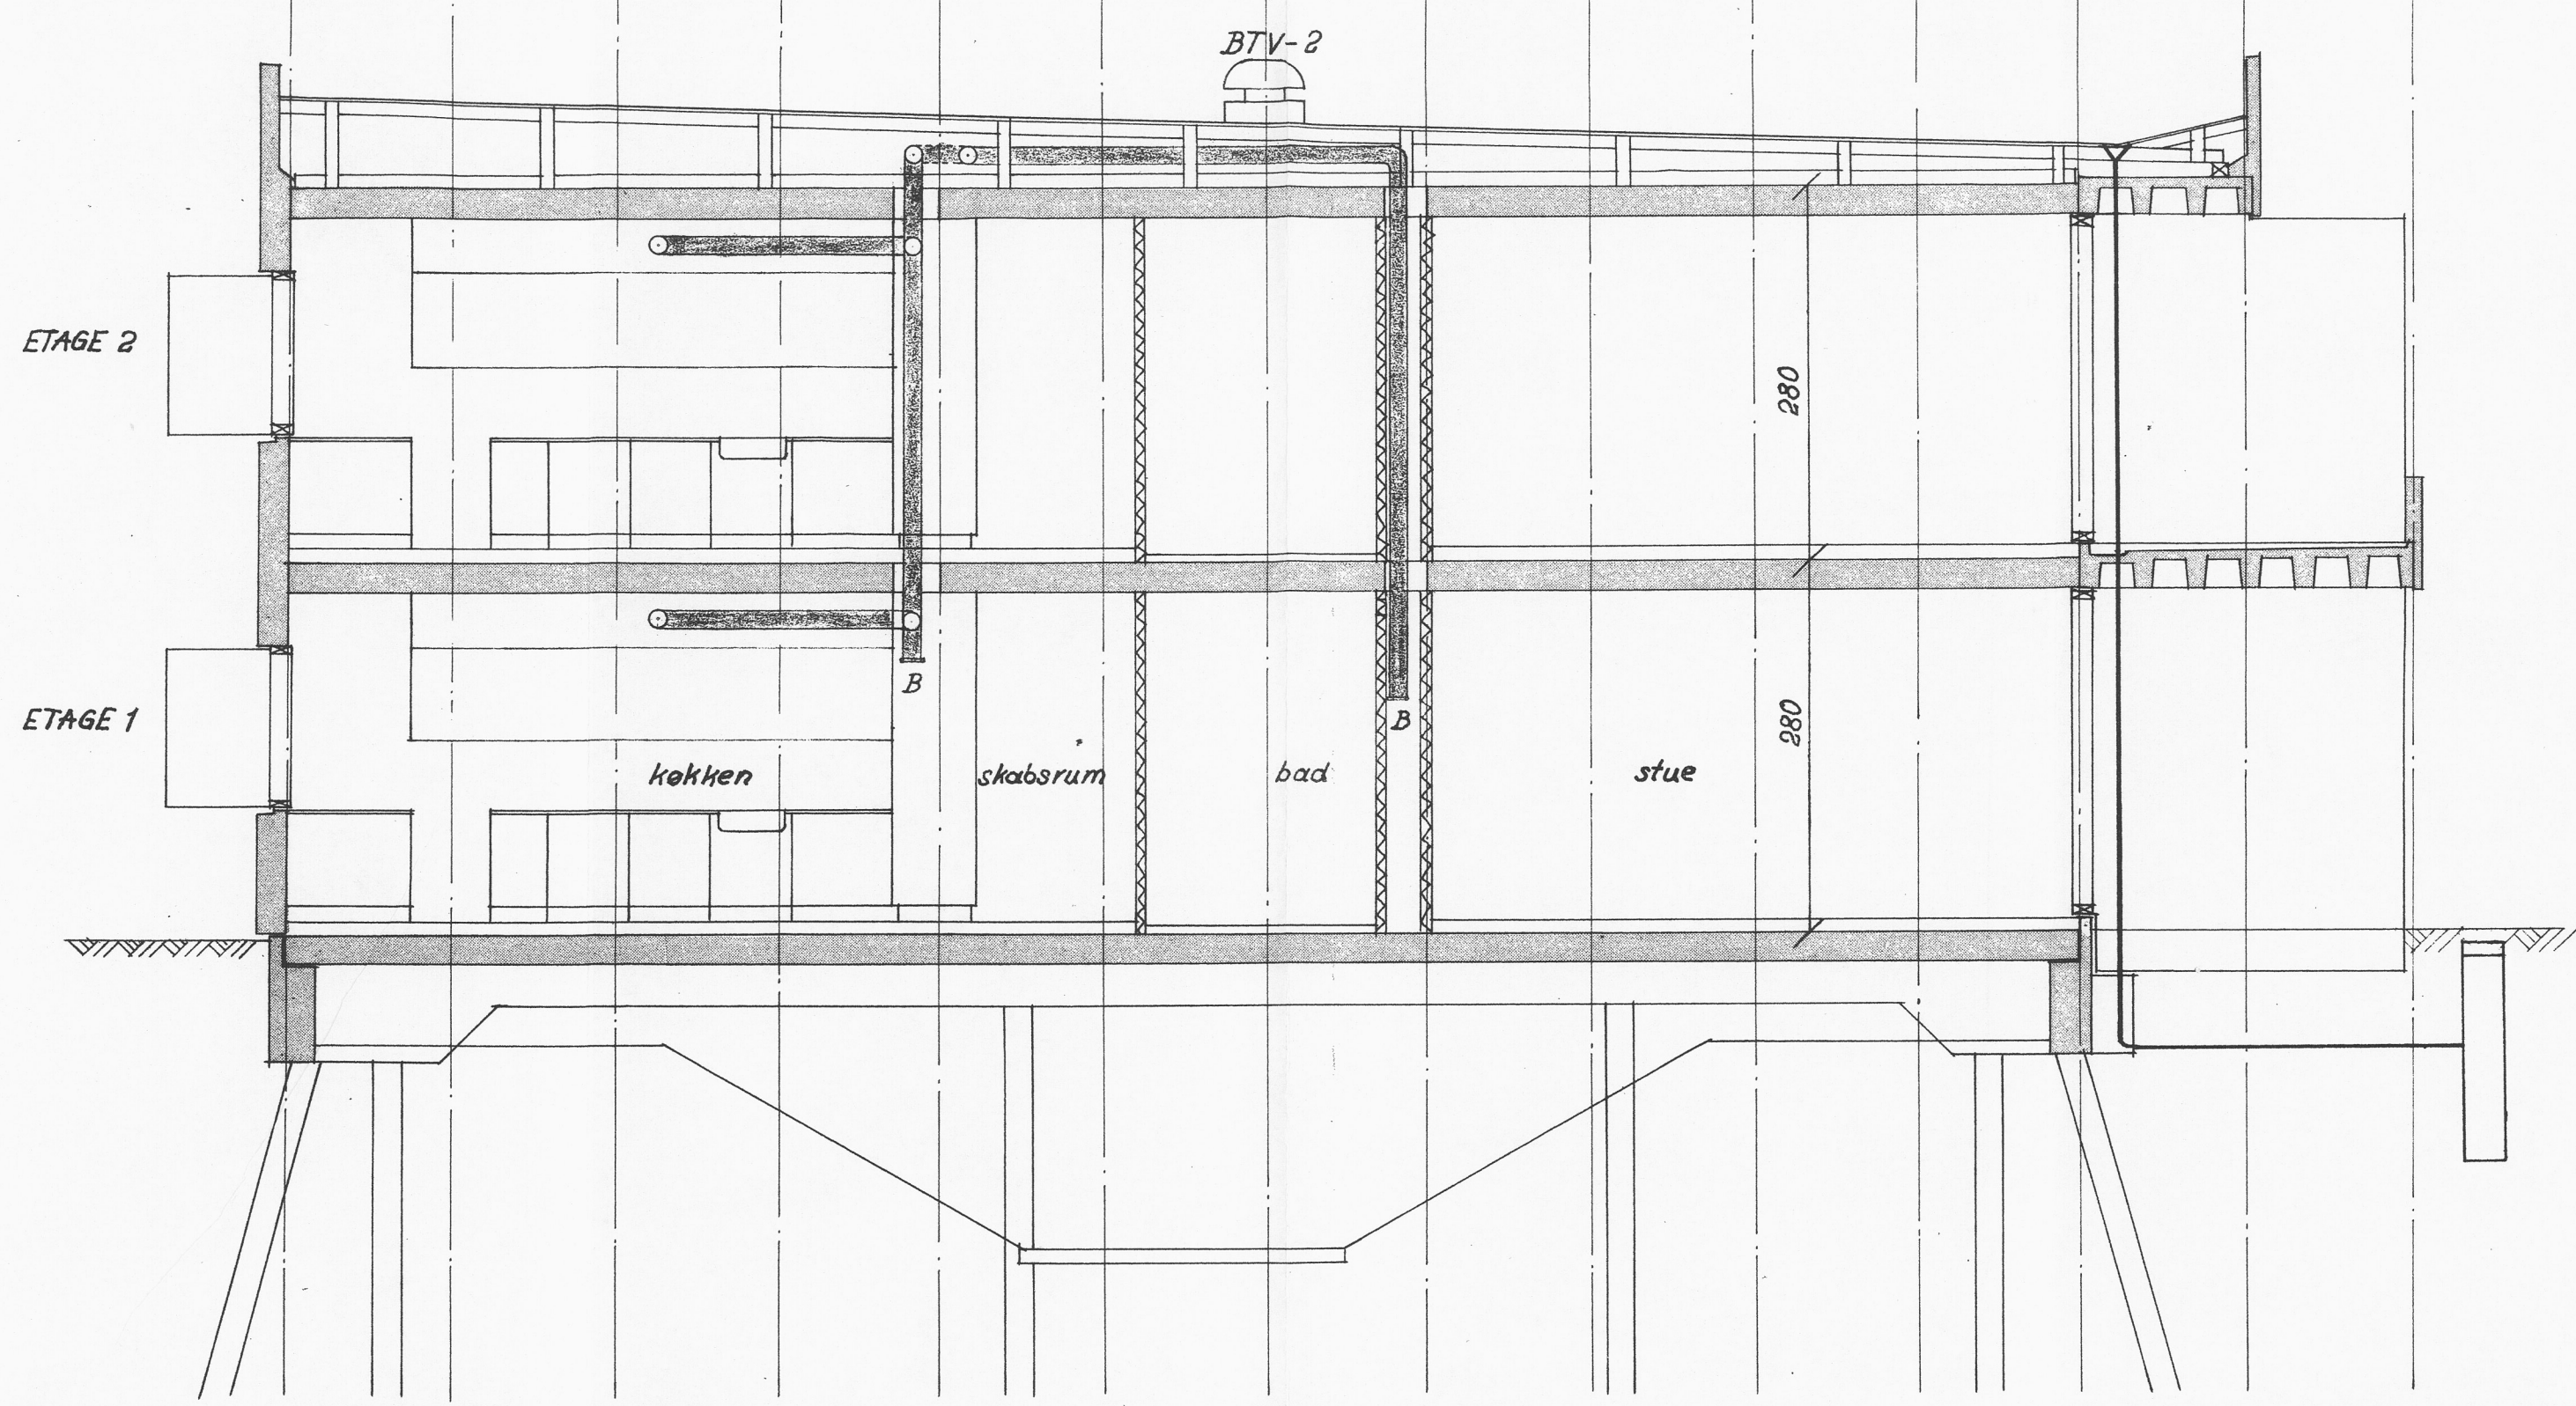 BTV-2
ETAGE 2
280
B
B
ETAGE 1
280
køkken
skabsrum
bad
stue